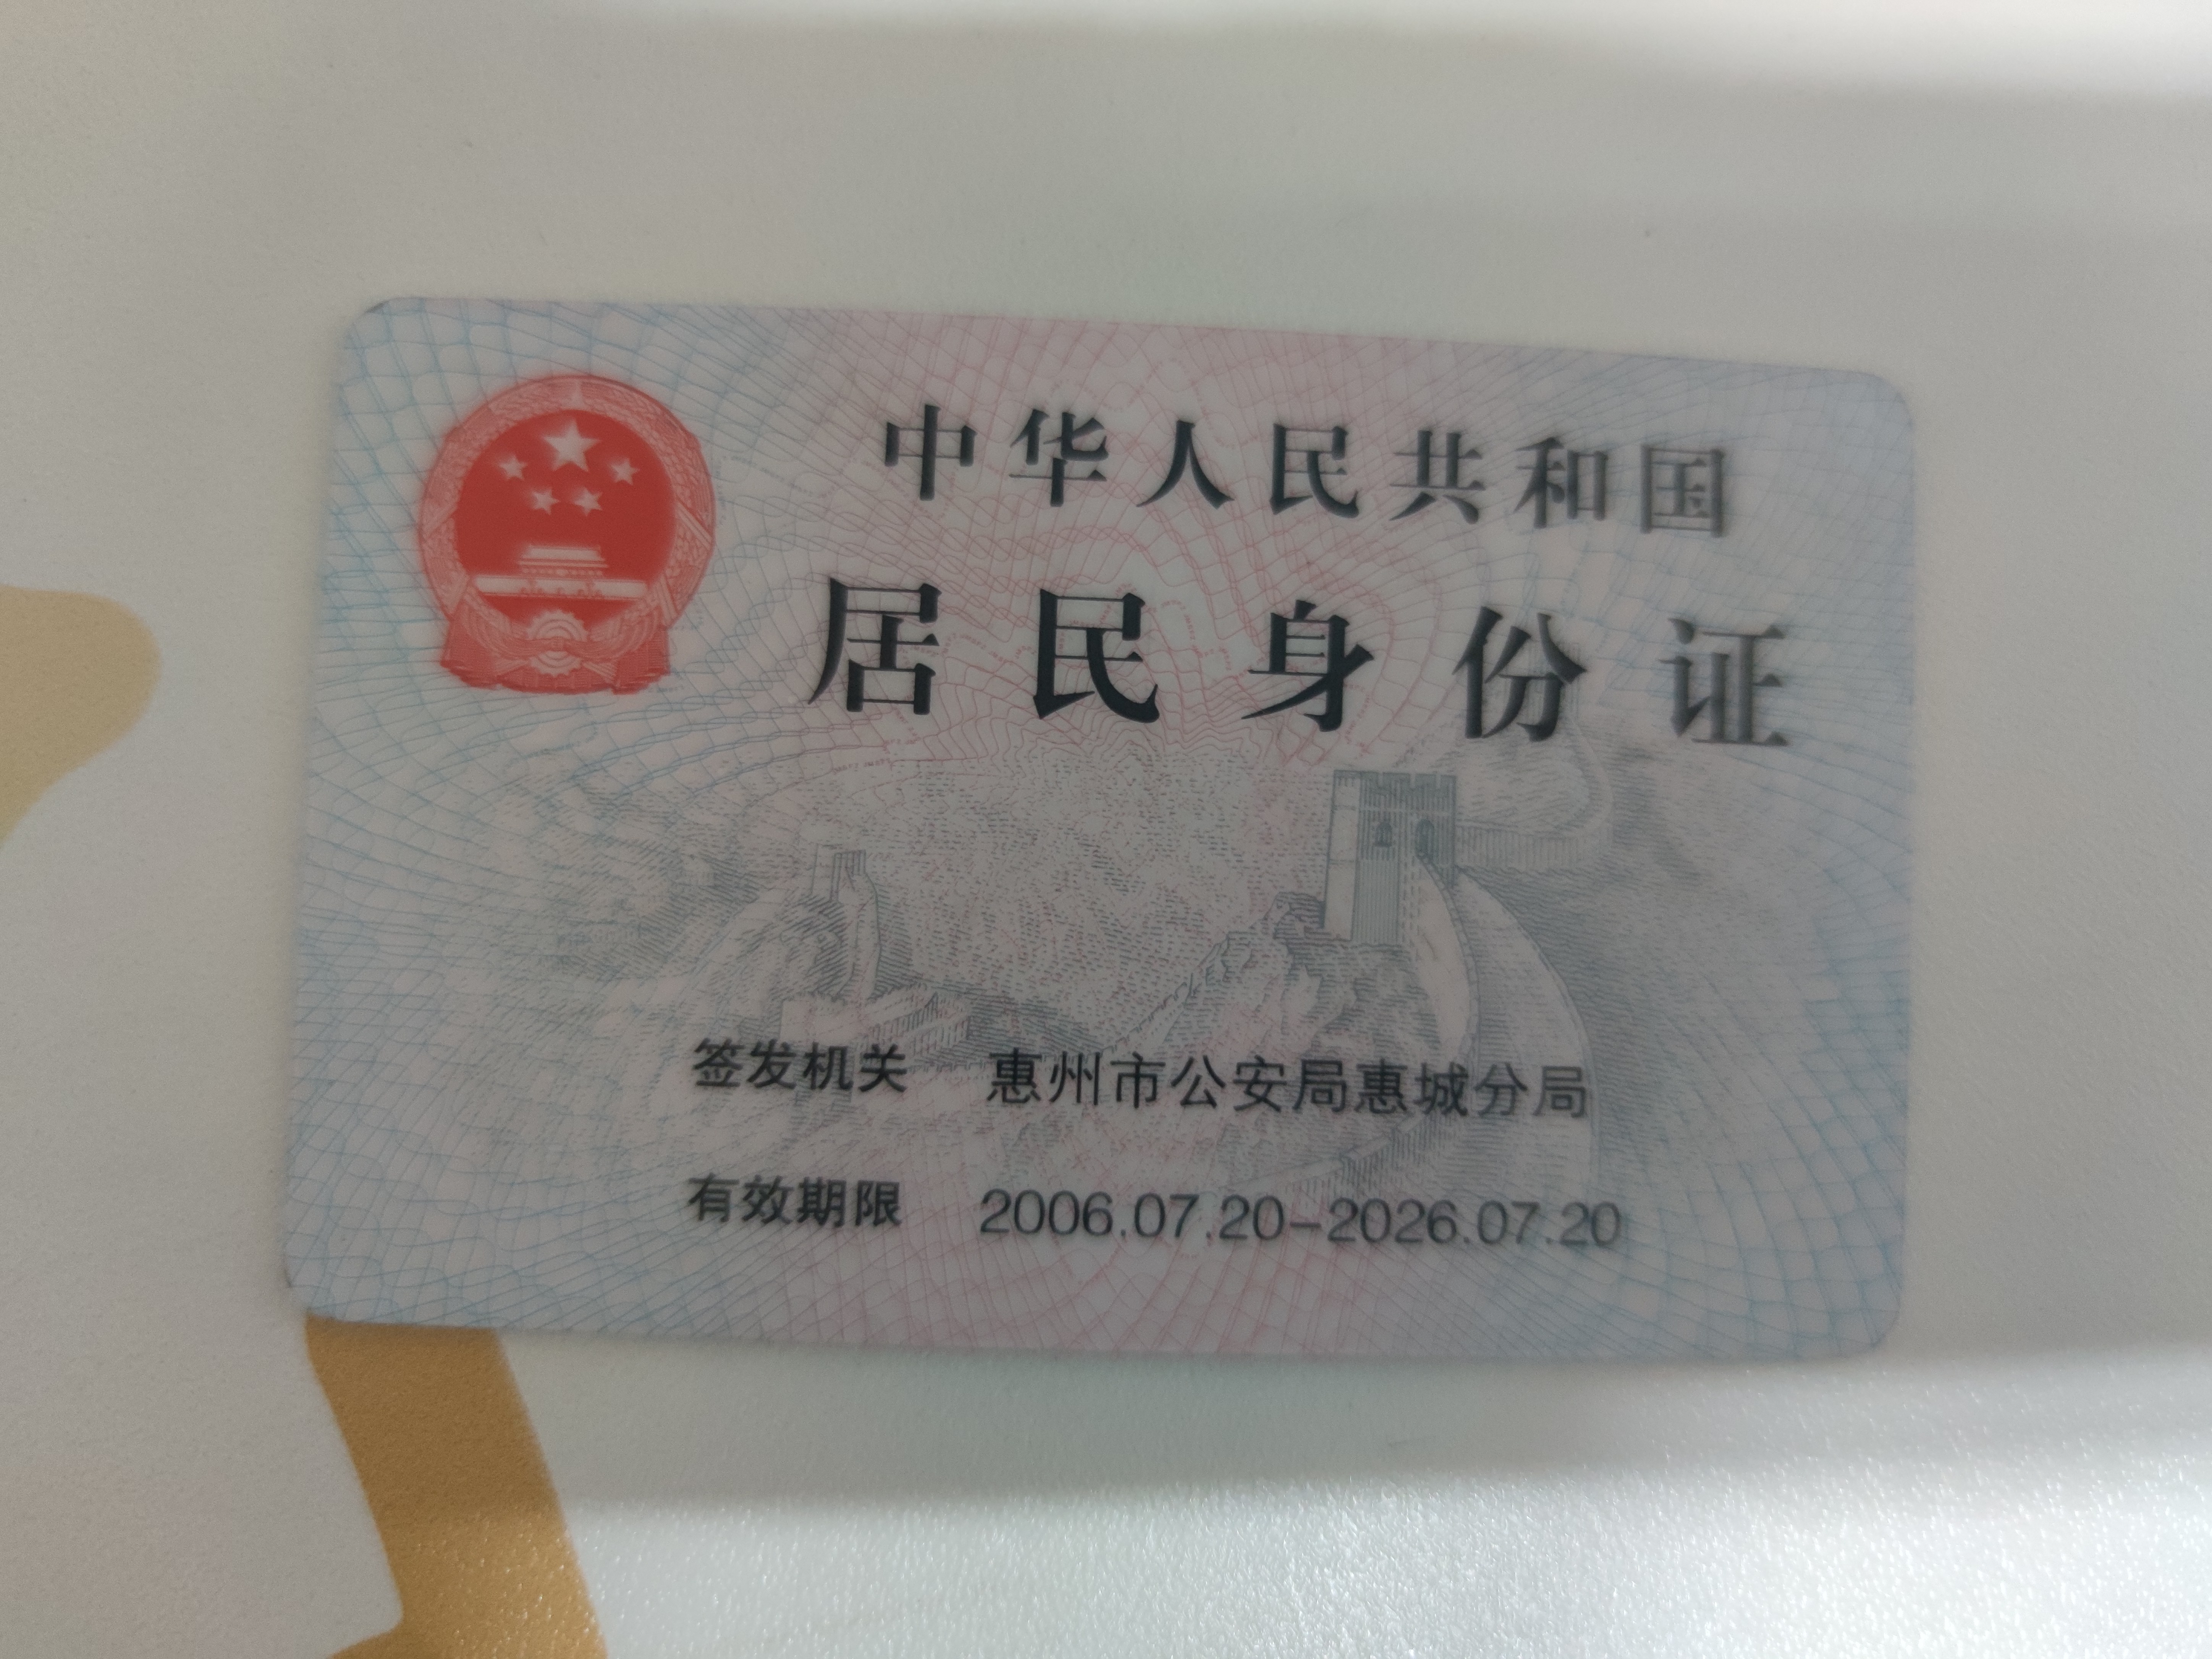 中华人民共和国
居民身份证
签发机关 惠州市公安局惠城分局
有效期限 2006.07.20-2026.07.20